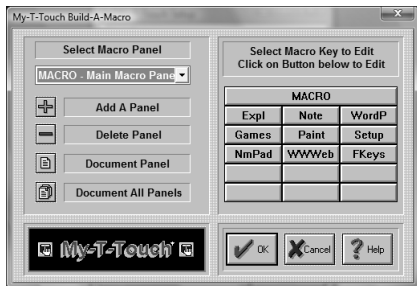 My-T-Touch Build-A-Macro
Select Macro Panel
MACRO - Main Macro Pane
Add A Panel
Delete Panel
Document Panel
Document All Panels
My-T-Touch
Select Macro Key to Edit
Click on Button below to Edit
MACRO
Expl Note WordP
Games Paint Setup
NmPad WWWeb FKeys
OK Cancel Help